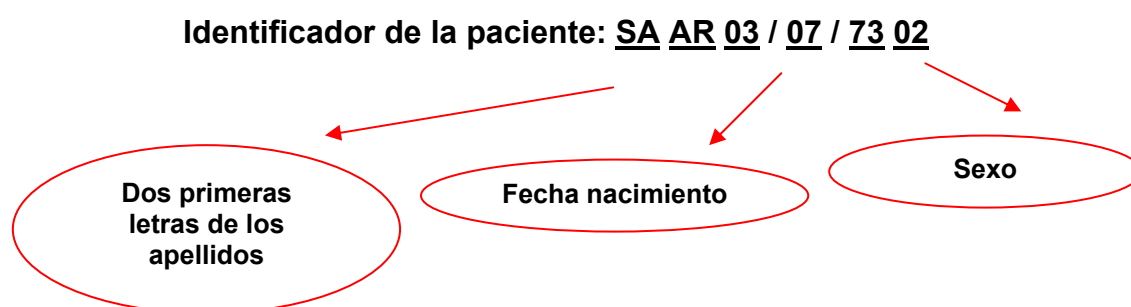 Identificador de la paciente: SA AR 03 / 07 / 73 02
Dos primeras
letras de los
apellidos
Fecha nacimiento
Sexo